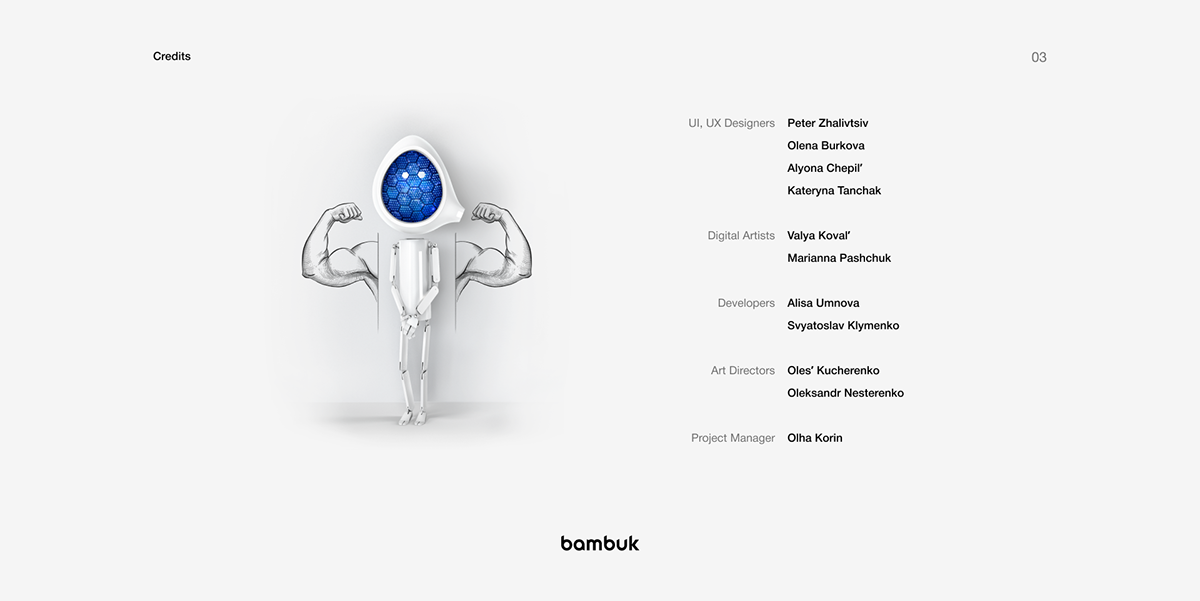 Credits
03
UI, UX Designers Peter Zhalivtsiv
Olena Burkova
Alyona Chepil’
Kateryna Tanchak
Digital Artists Valya Koval’
Marianna Pashchuk
Developers Alisa Umnova
Svyatoslav Klymenko
Art Directors Oles’ Kucherenko
Oleksandr Nesterenko
Project Manager Olha Korin
bambuk